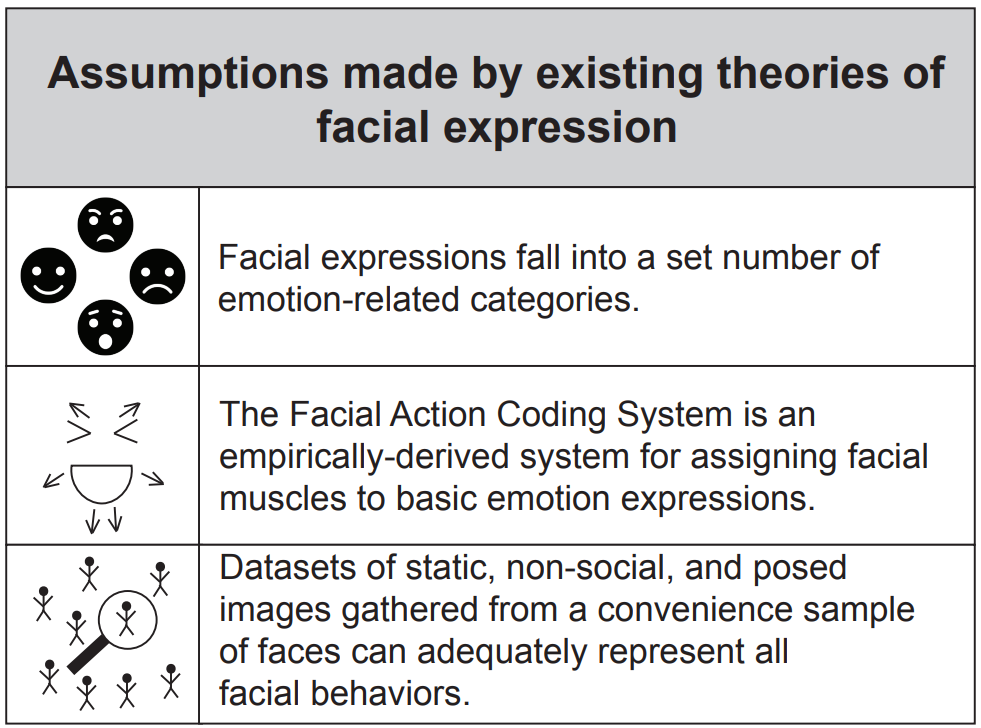 Assumptions made by existing theories of
facial expression
Facial expressions fall into a set number of
emotion-related categories.
The Facial Action Coding System is an
empirically-derived system for assigning facial
muscles to basic emotion expressions.
Datasets of static, non-social, and posed
images gathered from a convenience sample
of faces can adequately represent all
facial behaviors.